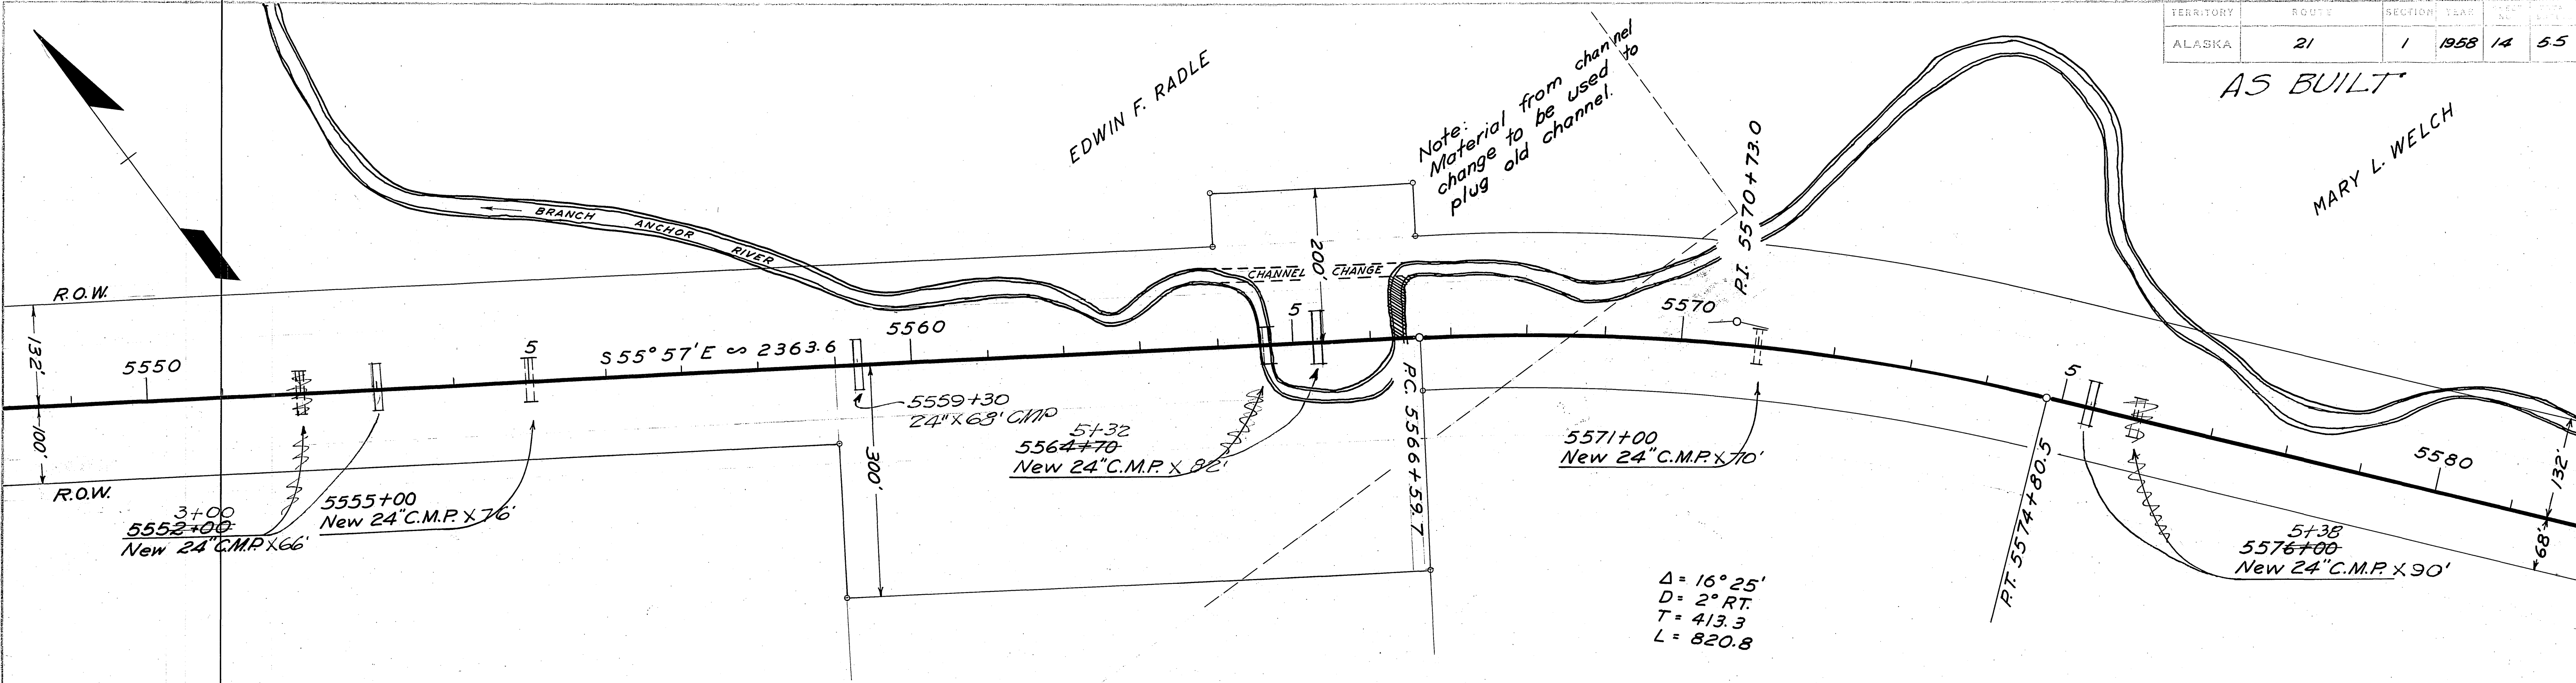 TERRITORY ROUTE SECTION YEAR
ALASKA 21 1 1958 14 55
AS BUILT
EDWIN F. RADLE
Note:
Material from channel
change to be used to
plug old channel.
P.I. 5570+73.0
MARY L. WELCH
BRANCH ANCHOR RIVER
CHANNEL CHANGE
200'
R.O.W.
132'
100'
R.O.W.
5550
5
S 55° 57' E ∾ 2363.6
5560
5
5570
5
5580
5559+30
24" X 68' CMP
300'
5+32
5564+70
New 24" C.M.P. X 82'
P.C. 5566+59.7
5571+00
New 24" C.M.P. X 70'
3+00
5552+00
New 24" C.M.P. X 66'
5555+00
New 24" C.M.P. X 76'
P.T. 5574+80.5
5+38
5576+00
New 24" C.M.P. X 90'
132'
68'
Δ = 16° 25'
D = 2° RT.
T = 413.3
L = 820.8